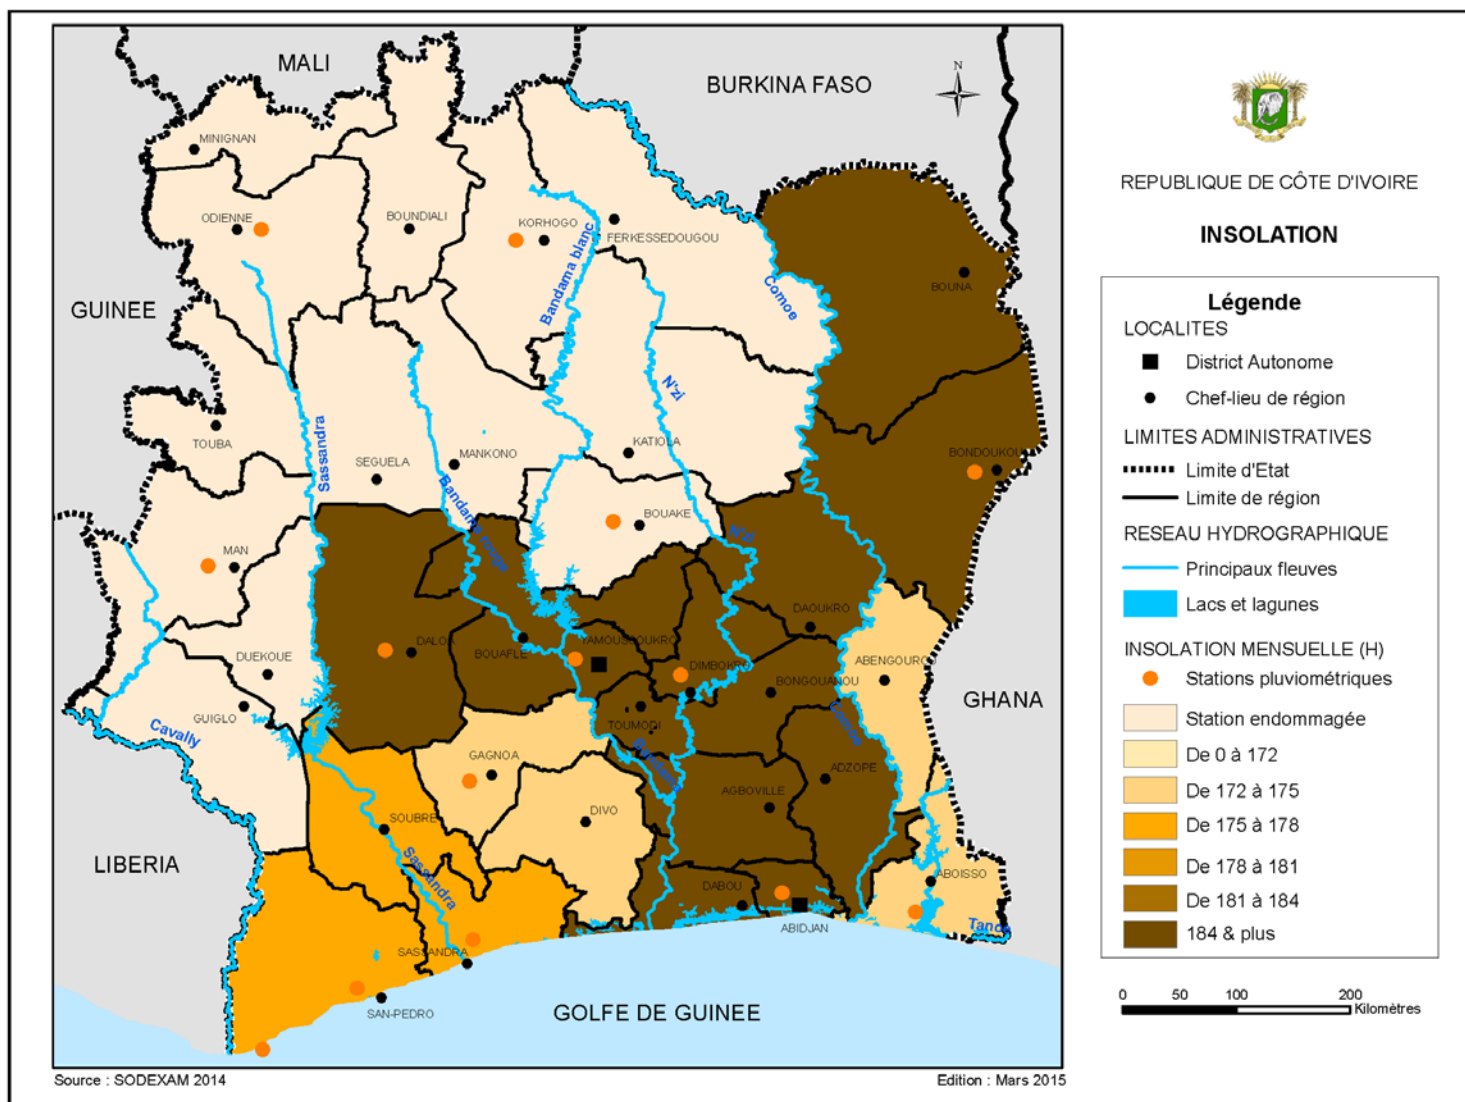 MALI
BURKINA FASO
N
MINIGNAN
ODIENNE
BOUNDIALI
KORHOGO
FERKESSEDOUGOU
Bandama blanc
Comoe
BOUNA
GUINEE
N'zi
Sassandra
TOUBA
SEGUELA
MANKONO
KATIOLA
BONDOUKOU
Bandama rouge
BOUAKE
N'zi
MAN
DAOUKRO
DALOA
BOUAFLE
YAMOUSSOUKRO
DIMBOKRO
BONGOUANOU
ABENGOUROU
DUEKOUE
GUIGLO
TOUMODI
Comoe
GHANA
Cavally
GAGNOA
Bandama
ADZOPE
AGBOVILLE
DIVO
SOUBRE
LIBERIA
Sassandra
DABOU
ABOISSO
ABIDJAN
Tanoe
SASSANDRA
SAN-PEDRO
GOLFE DE GUINEE
Source : SODEXAM 2014
Edition : Mars 2015
REPUBLIQUE DE CÔTE D'IVOIRE
INSOLATION
Légende
LOCALITES
District Autonome
Chef-lieu de région
LIMITES ADMINISTRATIVES
Limite d'Etat
Limite de région
RESEAU HYDROGRAPHIQUE
Principaux fleuves
Lacs et lagunes
INSOLATION MENSUELLE (H)
Stations pluviométriques
Station endommagée
De 0 à 172
De 172 à 175
De 175 à 178
De 178 à 181
De 181 à 184
184 & plus
0 50 100 200
Kilomètres